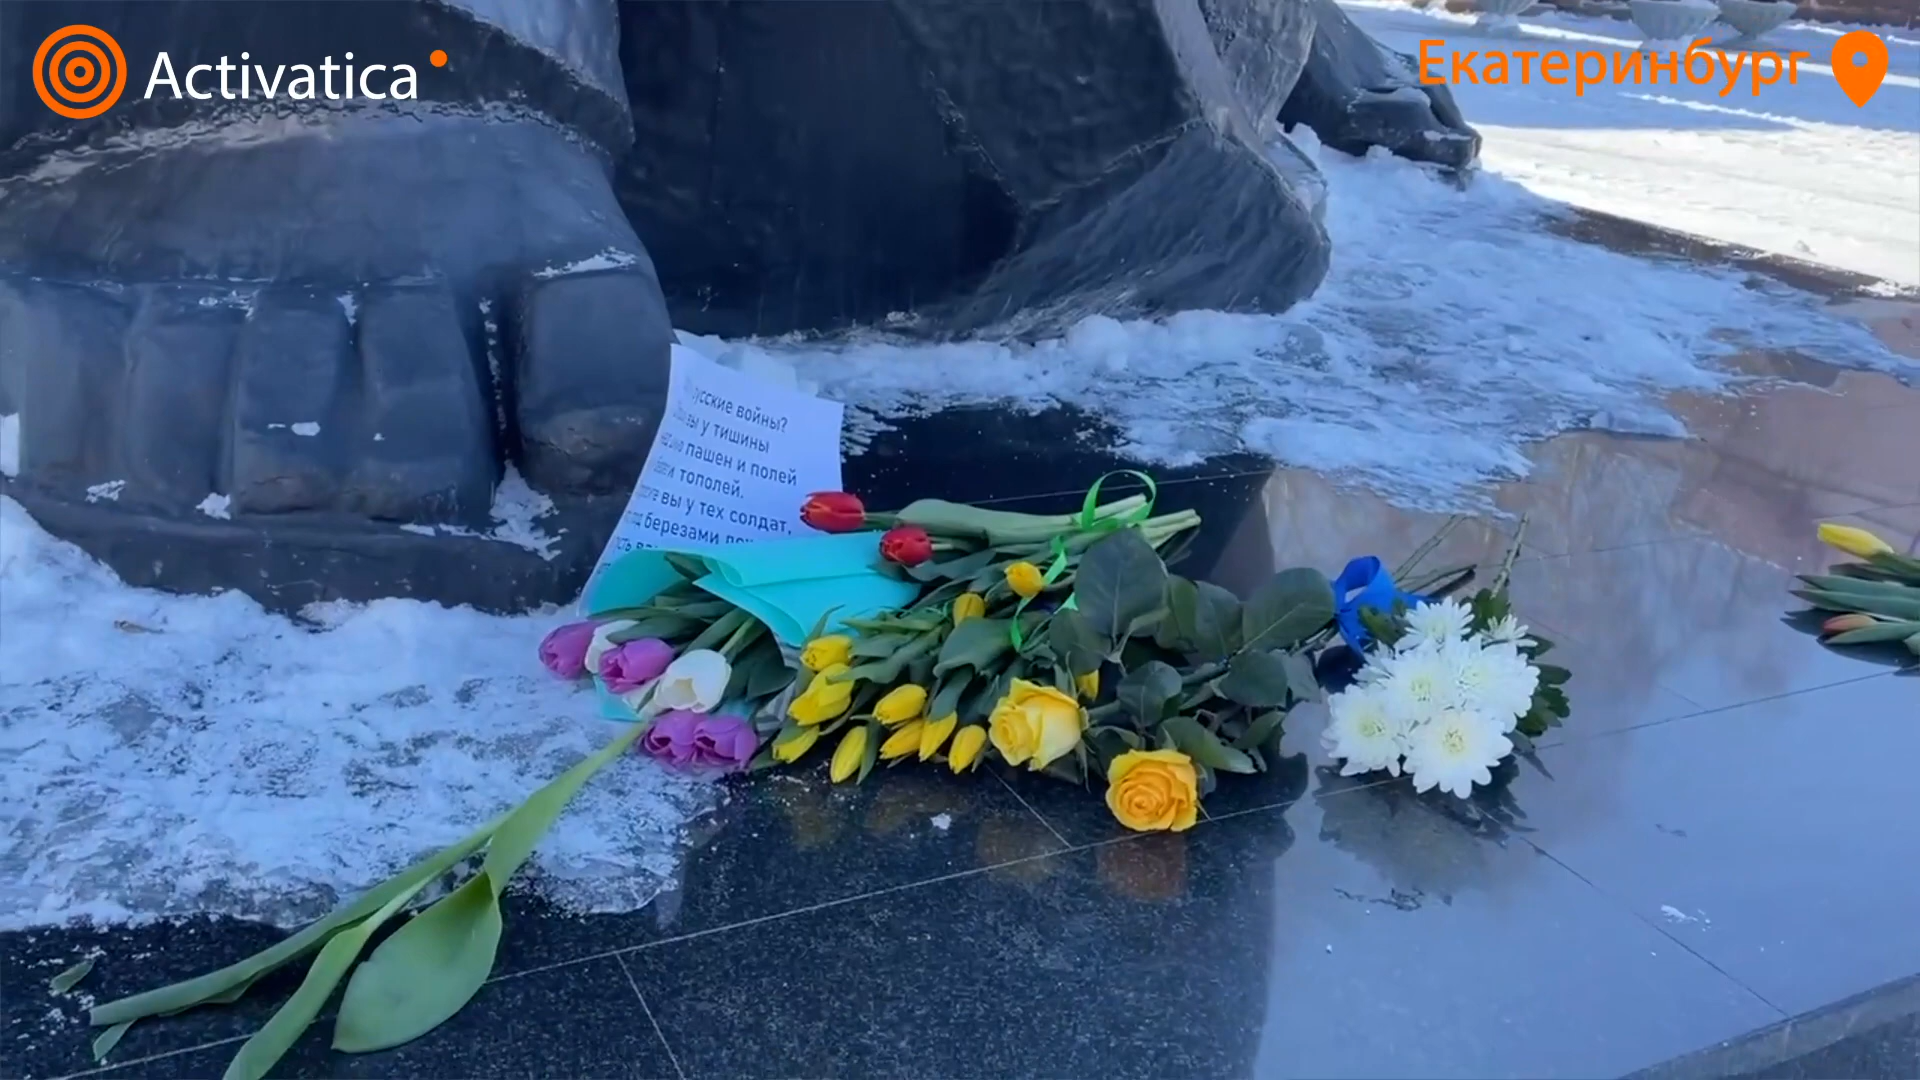 Activatica
Екатеринбург
русские войны?
вы у тишины
пашен и полей
и тополей.
вы у тех солдат,
березами